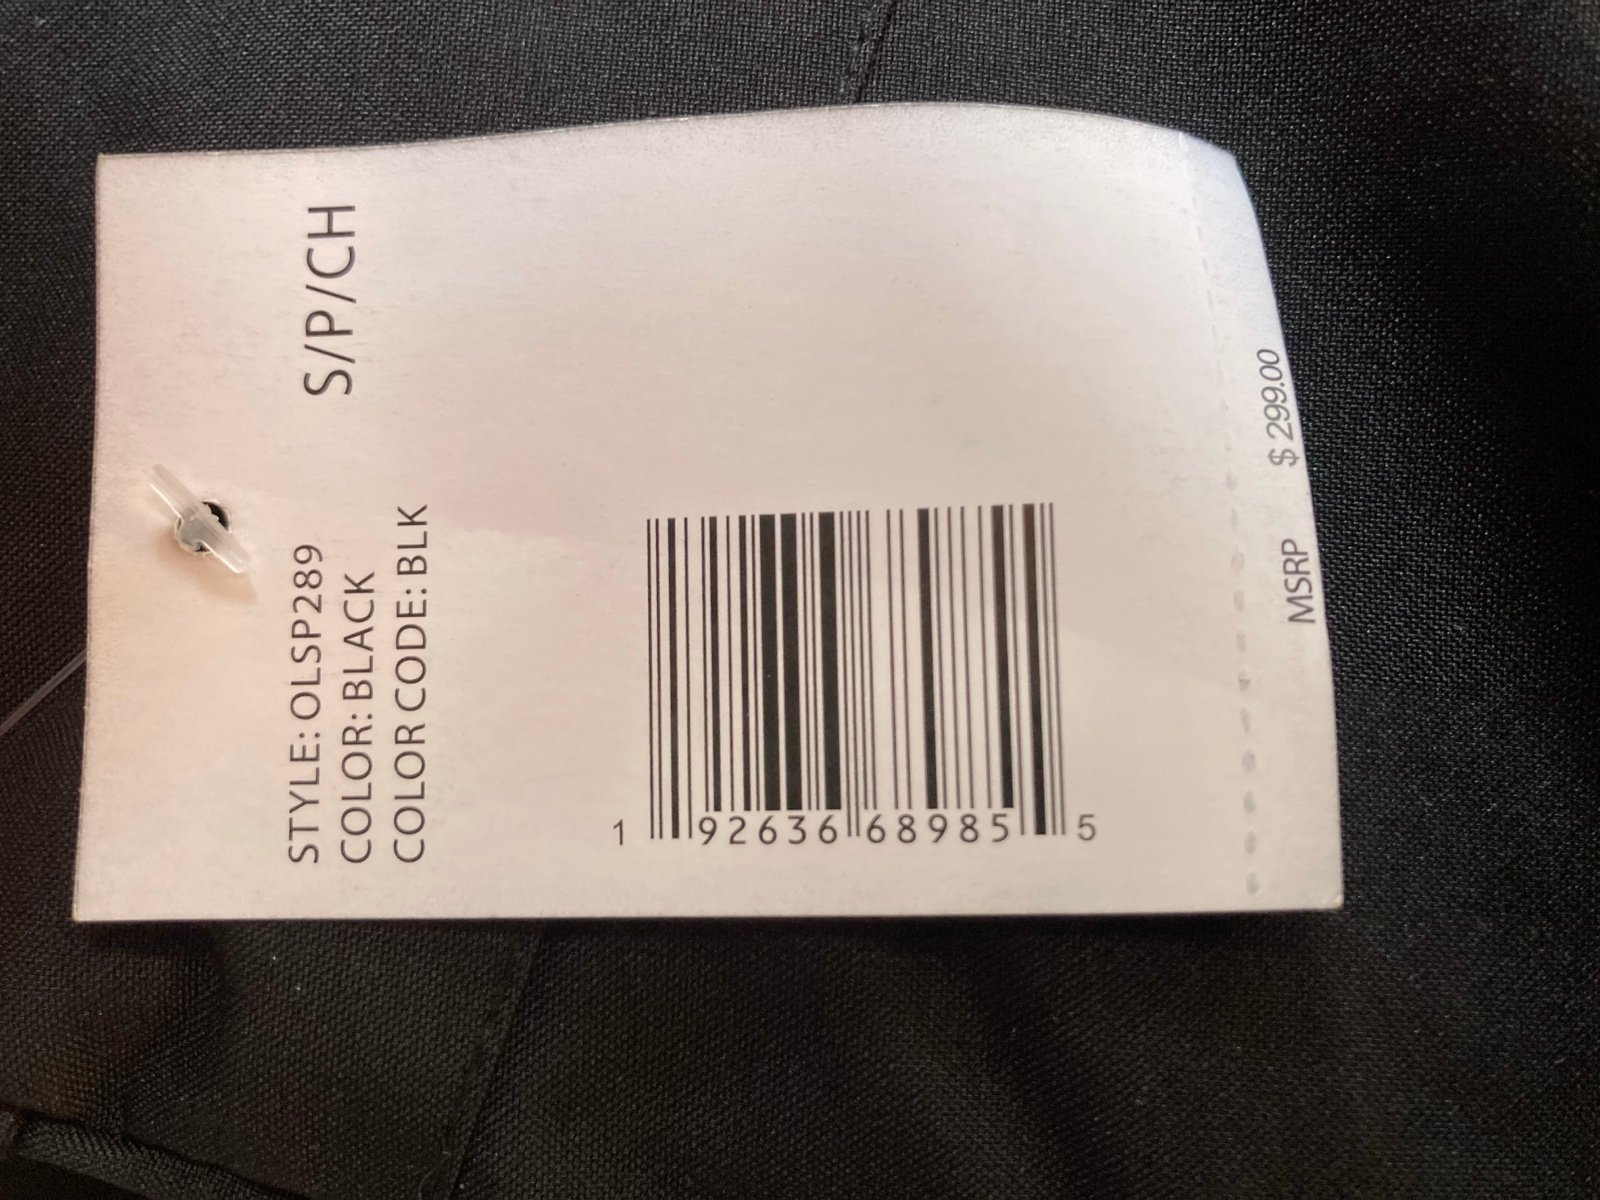 STYLE: OLSP289
COLOR: BLACK S/P/CH
COLOR CODE: BLK
1 92636 68985 5
MSRP $ 299.00